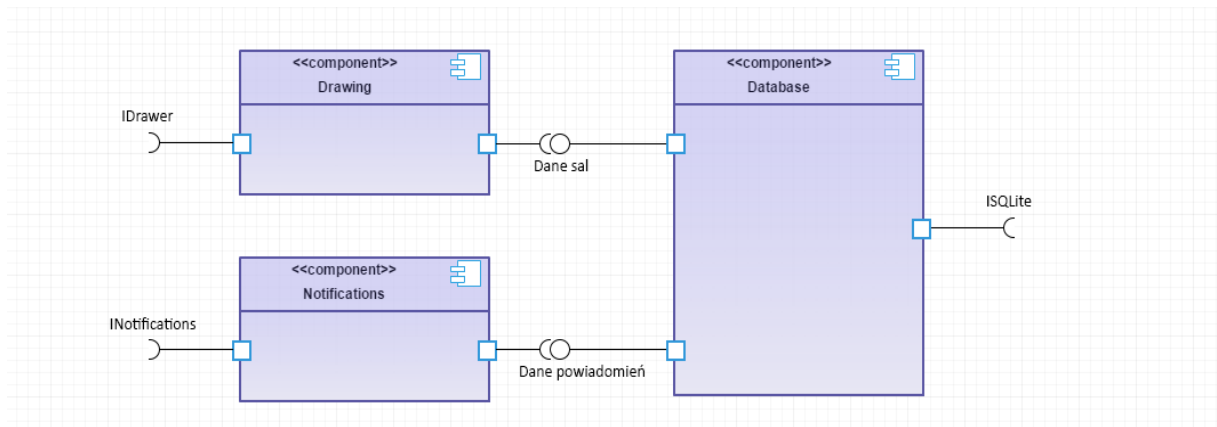 <<component>>
Drawing
IDrawer
Dane sal
<<component>>
Database
ISQLite
<<component>>
Notifications
INotifications
Dane powiadomień